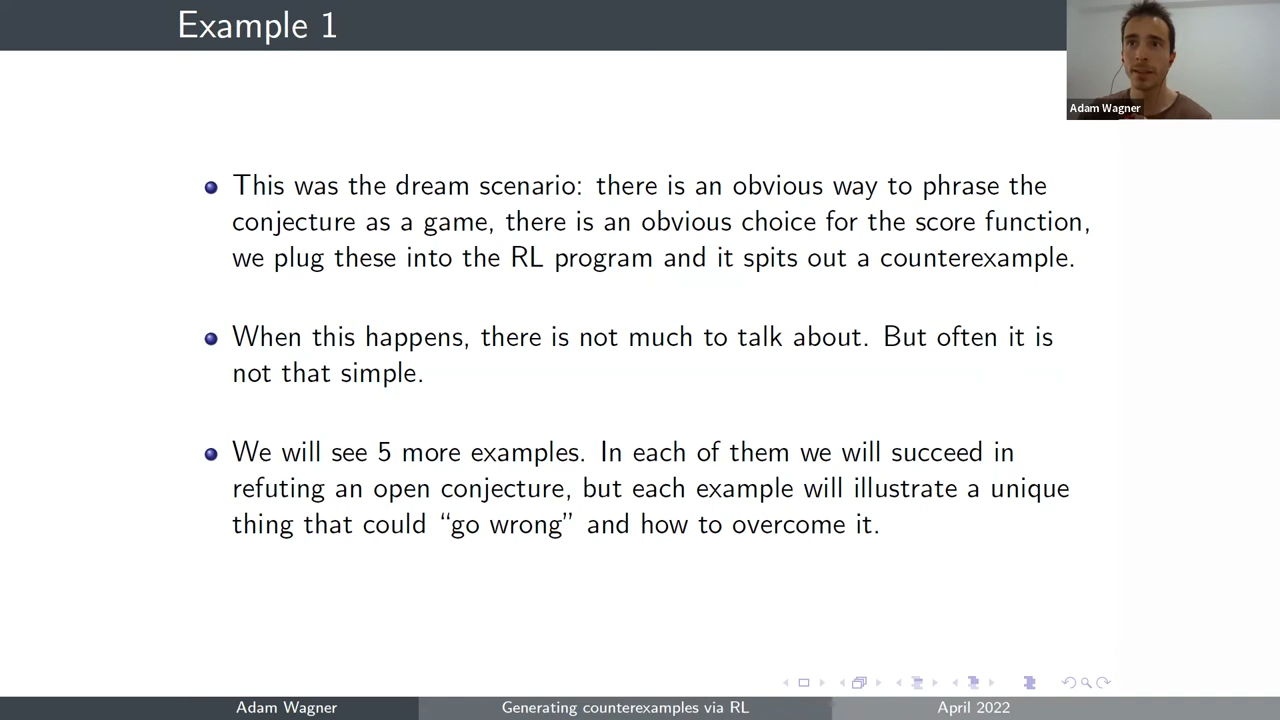 Example 1
Adam Wagner
This was the dream scenario: there is an obvious way to phrase the
conjecture as a game, there is an obvious choice for the score function,
we plug these into the RL program and it spits out a counterexample.
When this happens, there is not much to talk about. But often it is
not that simple.
We will see 5 more examples. In each of them we will succeed in
refuting an open conjecture, but each example will illustrate a unique
thing that could “go wrong” and how to overcome it.
Adam Wagner
Generating counterexamples via RL
April 2022